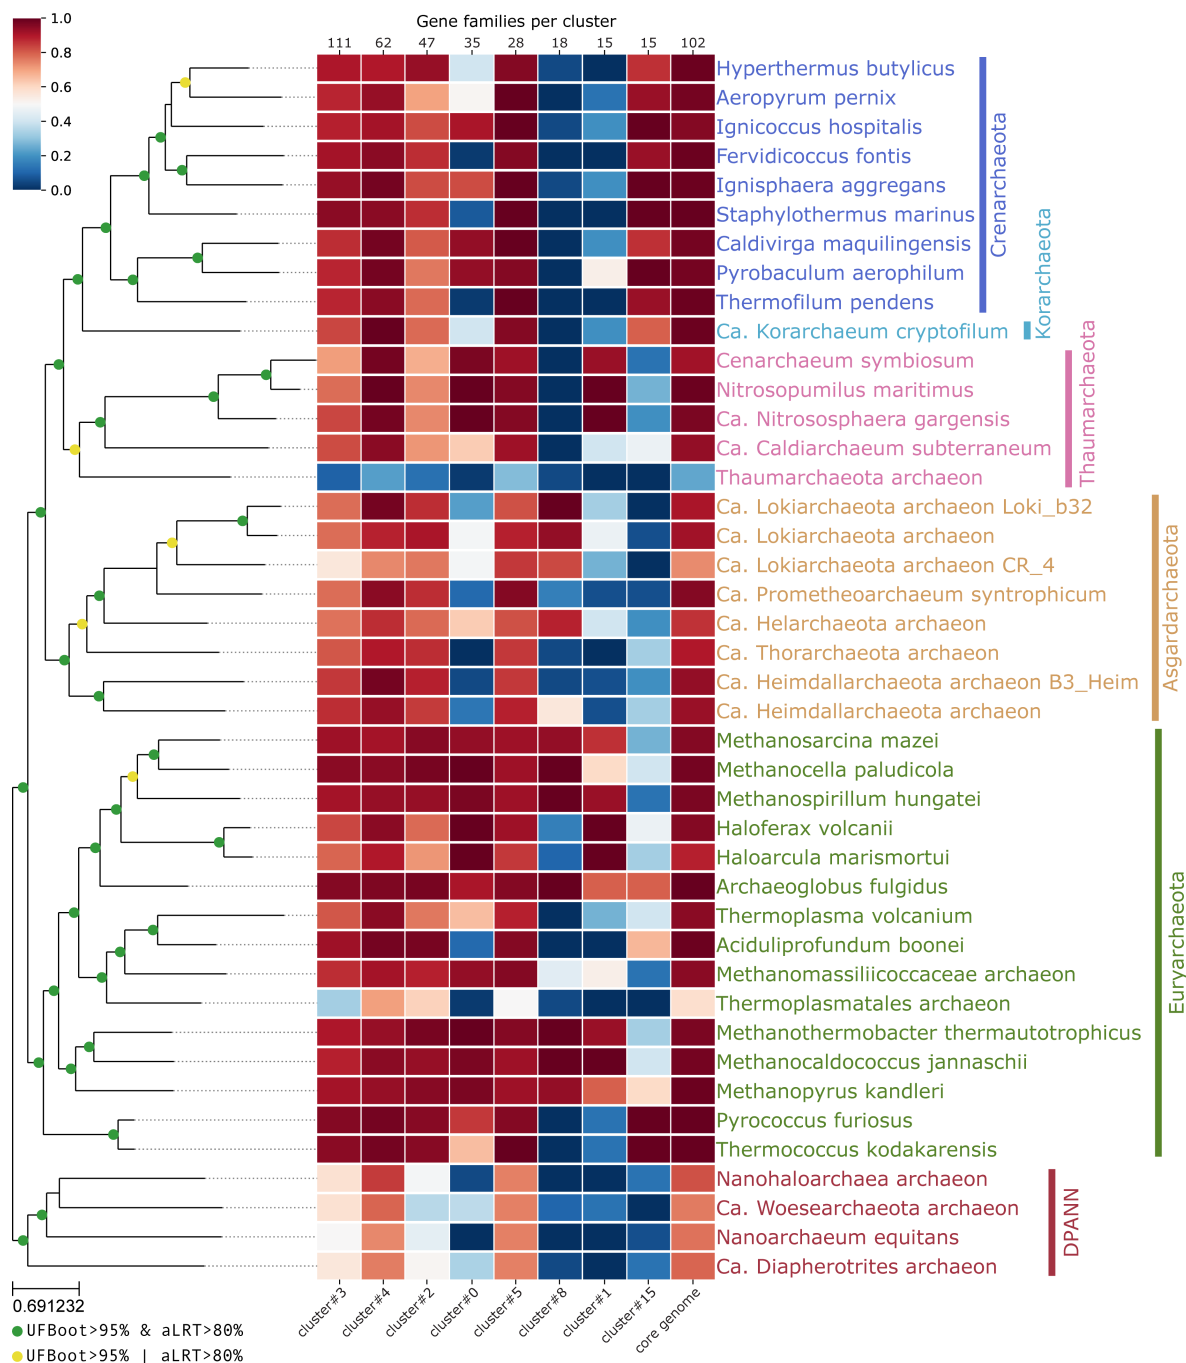 Gene families per cluster
111 62 47 35 28 18 15 15 102
1.0
0.8
0.6
0.4
0.2
0.0
Hyperthermus butylicus
Aeropyrum pernix
Ignicoccus hospitalis
Fervidicoccus fontis
Ignisphaera aggregans
Staphylothermus marinus
Caldivirga maquilingensis
Pyrobaculum aerophilum
Thermofilum pendens
Crenarchaeota
Ca. Korarchaeum cryptofilum
Korarchaeota
Cenarchaeum symbiosum
Nitrosopumilus maritimus
Ca. Nitrososphaera gargensis
Ca. Caldiarchaeum subterraneum
Thaumarchaeota archaeon
Thaumarchaeota
Ca. Lokiarchaeota archaeon Loki_b32
Ca. Lokiarchaeota archaeon
Ca. Lokiarchaeota archaeon CR_4
Ca. Prometheoarchaeum syntrophicum
Ca. Helarchaeota archaeon
Ca. Thorarchaeota archaeon
Ca. Heimdallarchaeota archaeon B3_Heim
Ca. Heimdallarchaeota archaeon
Asgardarchaeota
Methanosarcina mazei
Methanocella paludicola
Methanospirillum hungatei
Haloferax volcanii
Haloarcula marismortui
Archaeoglobus fulgidus
Thermoplasma volcanium
Aciduliprofundum boonei
Methanomassiliicoccaceae archaeon
Thermoplasmatales archaeon
Methanothermobacter thermautotrophicus
Methanocaldococcus jannaschii
Methanopyrus kandleri
Pyrococcus furiosus
Thermococcus kodakarensis
Euryarchaeota
Nanohaloarchaea archaeon
Ca. Woesearchaeota archaeon
Nanoarchaeum equitans
Ca. Diapherotrites archaeon
DPANN
cluster#3
cluster#4
cluster#2
cluster#0
cluster#5
cluster#8
cluster#1
cluster#15
core genome
0.691232
UFBoot>95% & aLRT>80%
UFBoot>95% | aLRT>80%